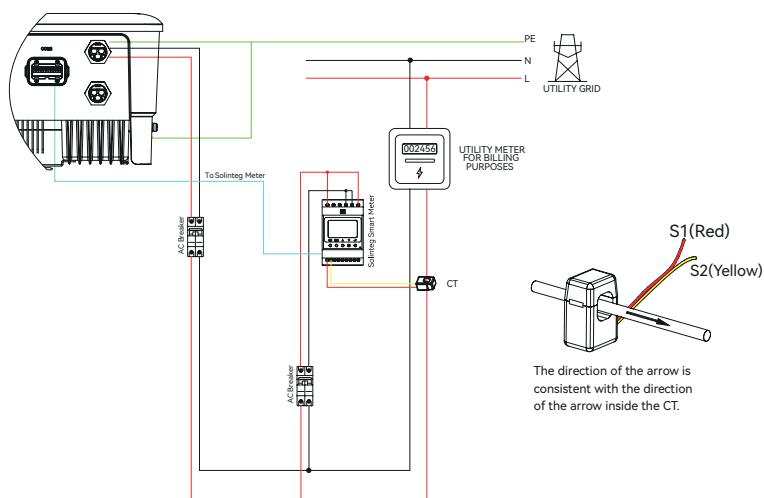 PE
N
L
UTILITY GRID
002456
UTILITY METER
FOR BILLING
PURPOSES
To Solinteg Meter
AC Breaker
Solinteg Smart Meter
CT
AC Breaker
S1(Red)
S2(Yellow)
The direction of the arrow is
consistent with the direction
of the arrow inside the CT.